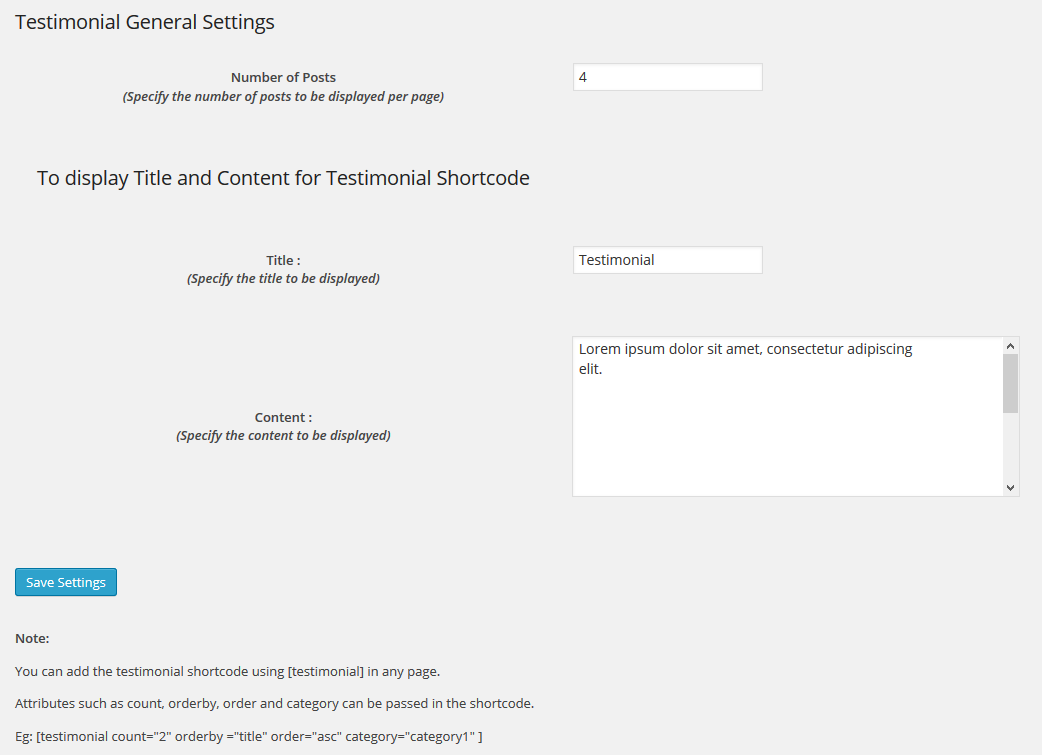 Testimonial General Settings
Number of Posts
(Specify the number of posts to be displayed per page)
4
To display Title and Content for Testimonial Shortcode
Title :
(Specify the title to be displayed)
Testimonial
Content :
(Specify the content to be displayed)
Lorem ipsum dolor sit amet, consectetur adipiscing
elit.
Save Settings
Note:
You can add the testimonial shortcode using [testimonial] in any page.
Attributes such as count, orderby, order and category can be passed in the shortcode.
Eg: [testimonial count="2" orderby ="title" order="asc" category="category1" ]